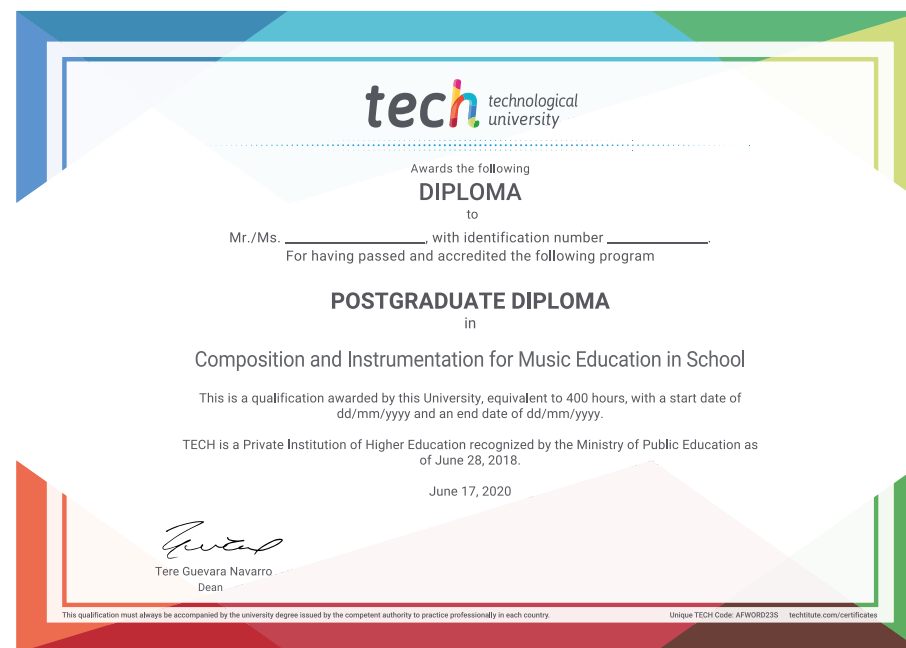 tech technological
university
Awards the following
DIPLOMA
to
Mr./Ms. ____________________, with identification number ______________.
For having passed and accredited the following program
POSTGRADUATE DIPLOMA
in
Composition and Instrumentation for Music Education in School
This is a qualification awarded by this University, equivalent to 400 hours, with a start date of
dd/mm/yyyy and an end date of dd/mm/yyyy.
TECH is a Private Institution of Higher Education recognized by the Ministry of Public Education as
of June 28, 2018.
June 17, 2020
Tere Guevara Navarro
Dean
This qualification must always be accompanied by the university degree issued by the competent authority to practice professionally in each country.
Unique TECH Code: AFWORD23S techtitute.com/certificates